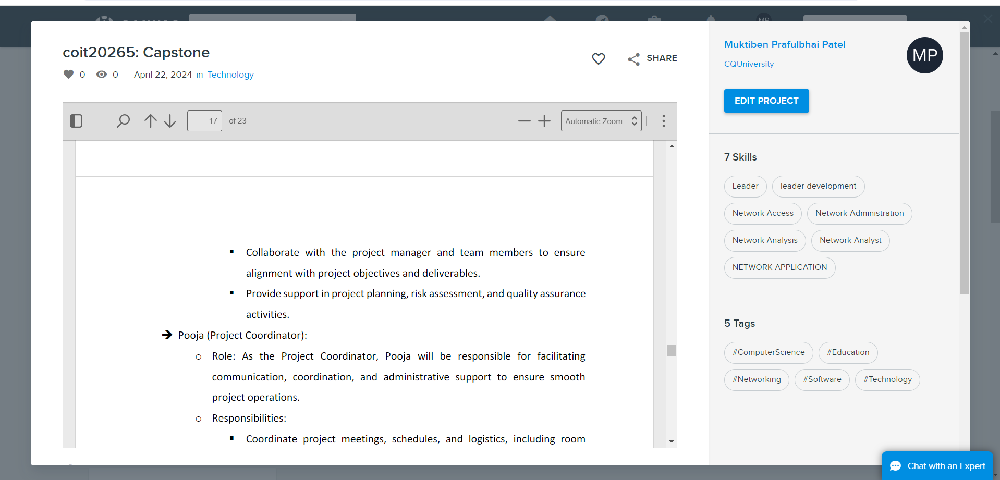 MP
coit20265: Capstone
SHARE
0 0 April 22, 2024 in Technology
17 of 23
Automatic Zoom
Collaborate with the project manager and team members to ensure
alignment with project objectives and deliverables.
Provide support in project planning, risk assessment, and quality assurance
activities.
Pooja (Project Coordinator):
Role: As the Project Coordinator, Pooja will be responsible for facilitating
communication, coordination, and administrative support to ensure smooth
project operations.
Responsibilities:
Coordinate project meetings, schedules, and logistics, including room
Muktiben Prafulbhai Patel
MP
CQUniversity
EDIT PROJECT
7 Skills
Leader leader development
Network Access Network Administration
Network Analysis Network Analyst
NETWORK APPLICATION
5 Tags
#ComputerScience #Education
#Networking #Software #Technology
Chat with an Expert